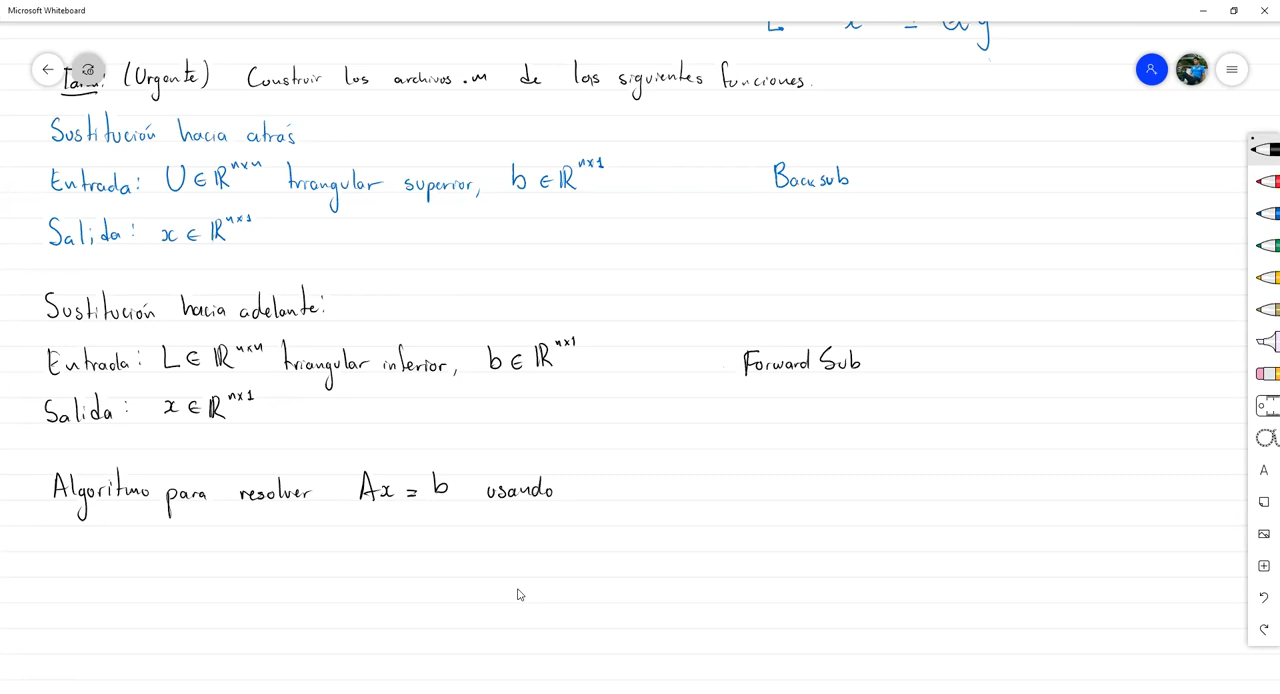 Microsoft Whiteboard
x = Q y
Tarea: (Urgente) Construir los archivos .m de las siguientes funciones.
Sustitución hacia atrás
Entrada: U ∈ ℝⁿˣⁿ triangular superior, b ∈ ℝⁿˣ¹ Backsub
Salida: x ∈ ℝⁿˣ¹
Sustitución hacia adelante:
Entrada: L ∈ ℝⁿˣⁿ triangular inferior, b ∈ ℝⁿˣ¹ Forward Sub
Salida: x ∈ ℝⁿˣ¹
Algoritmo para resolver Ax = b usando